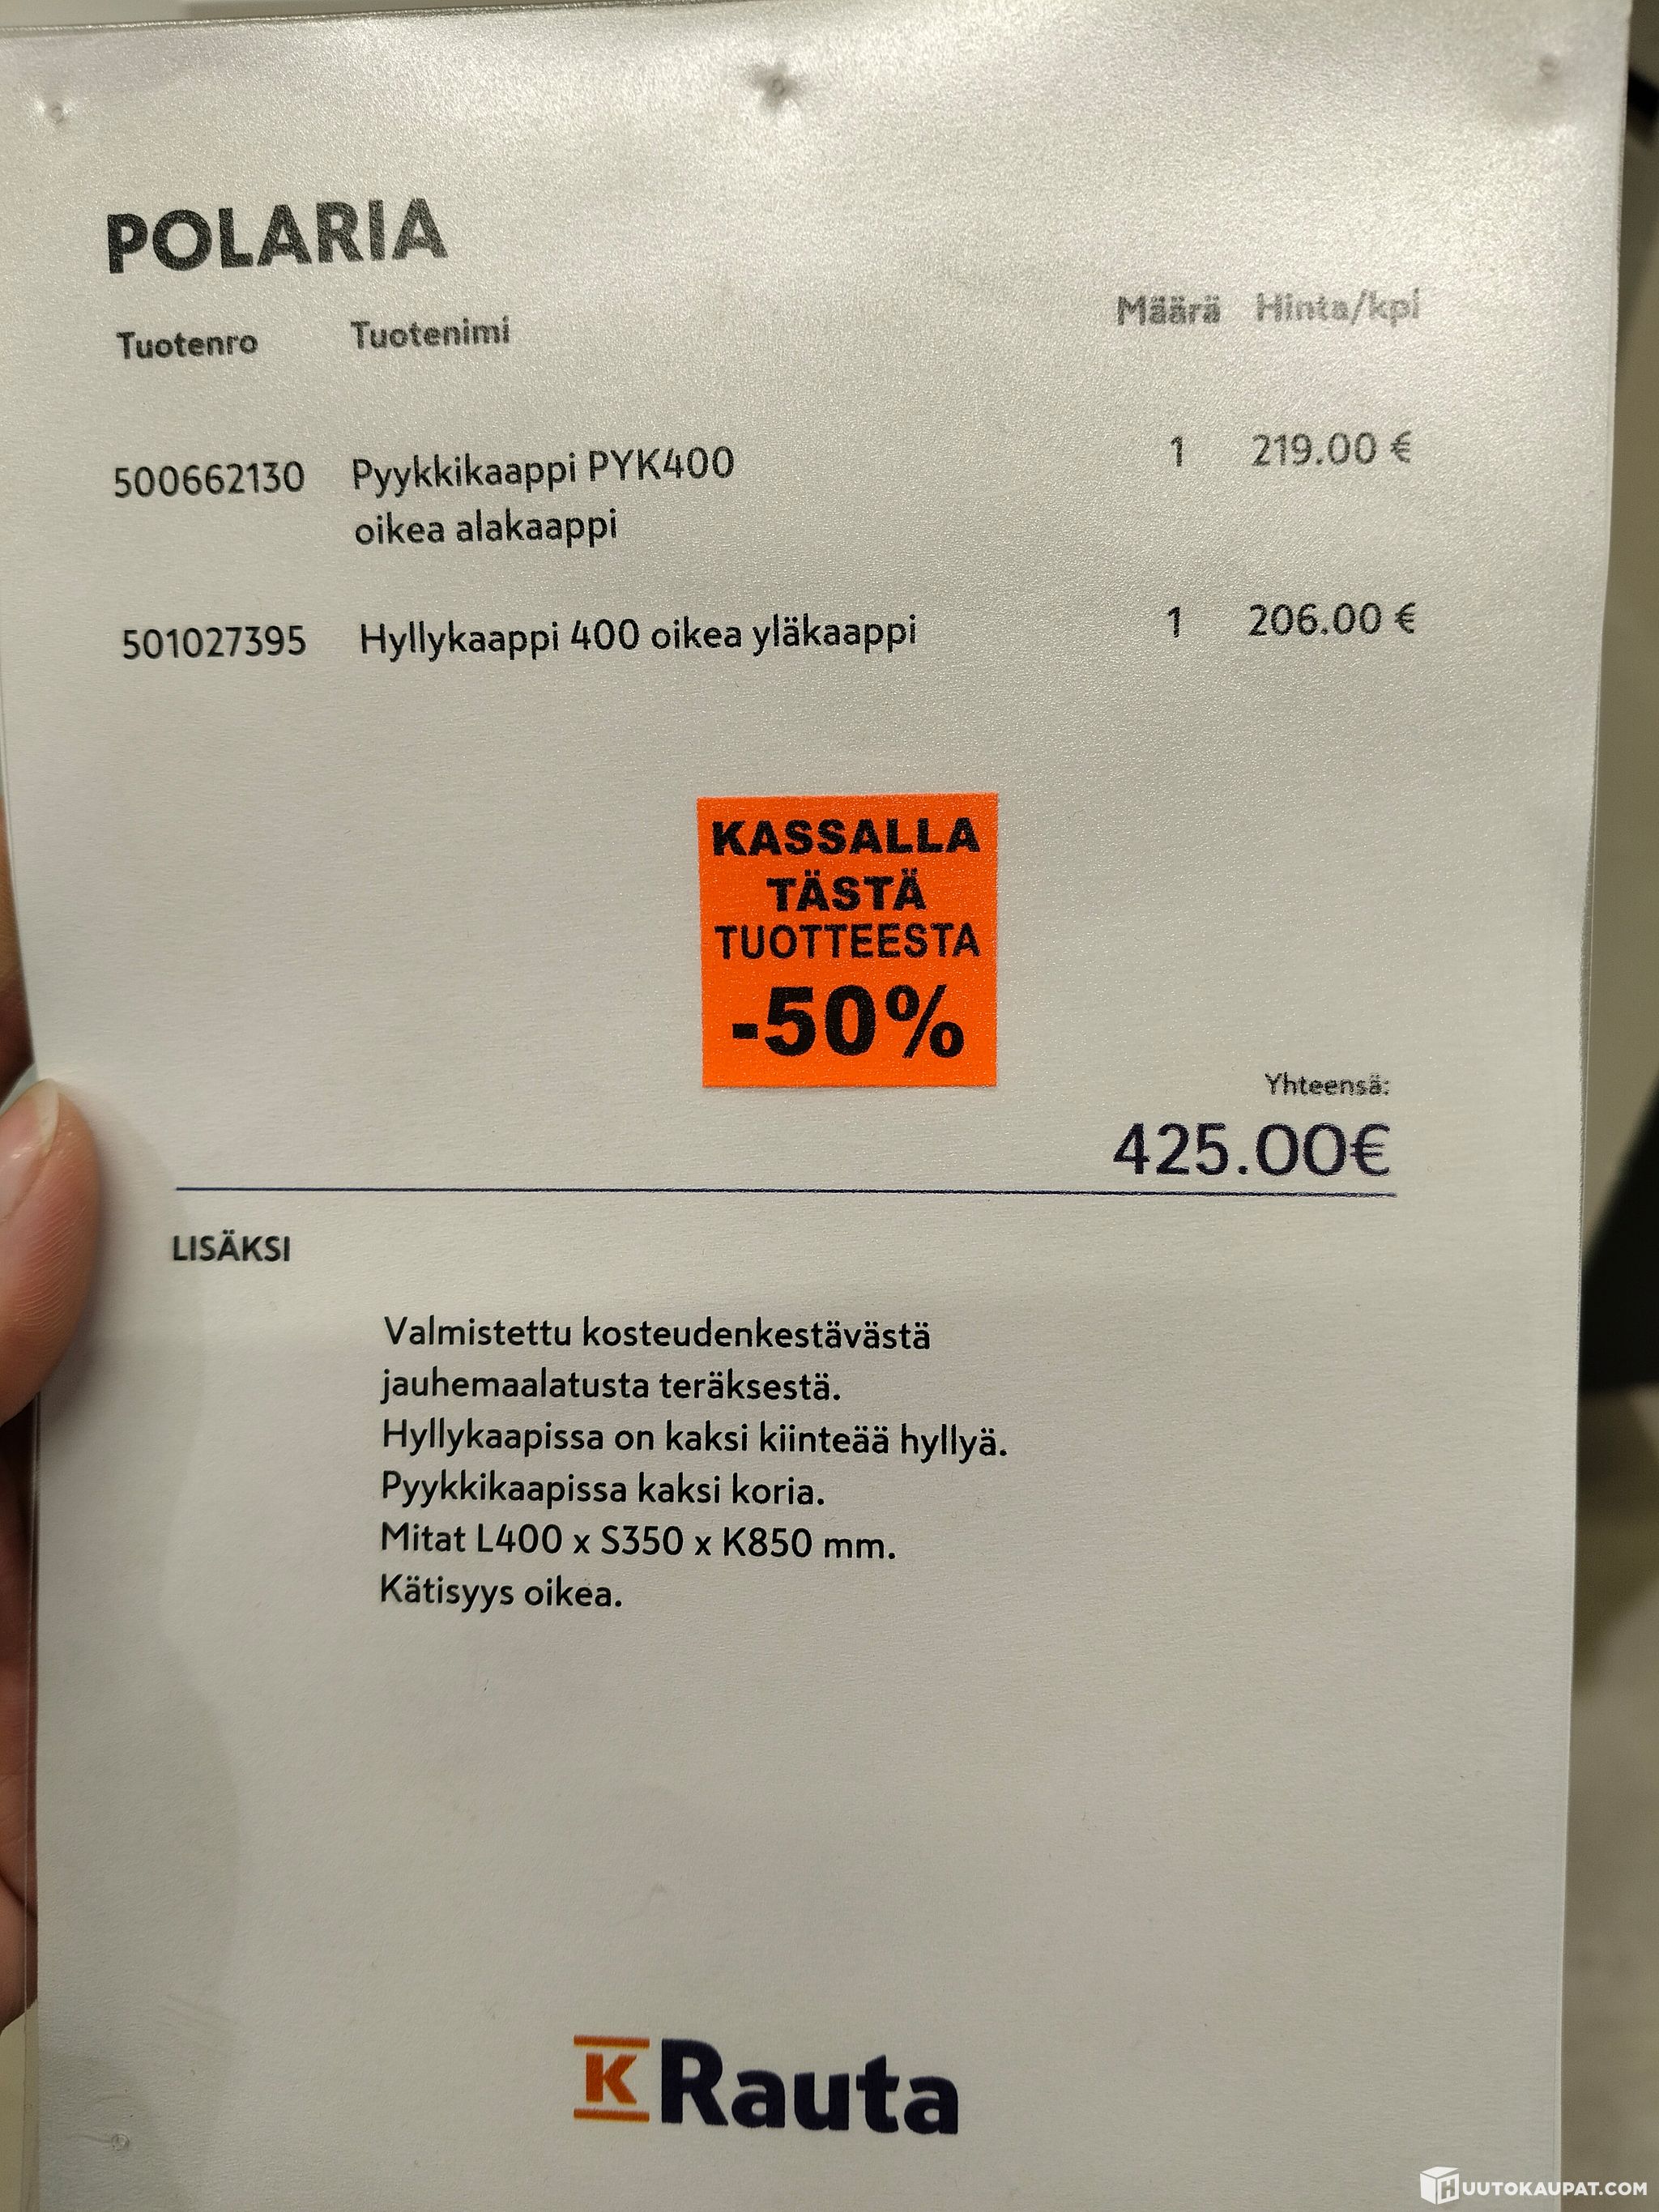 POLARIA
Tuotenro Tuotenimi Määrä Hinta/kpl
500662130 Pyykkikaappi PYK400 1 219.00 €
oikea alakaappi
501027395 Hyllykaappi 400 oikea yläkaappi 1 206.00 €
KASSALLA
TÄSTÄ
TUOTTEESTA
-50%
Yhteensä:
425.00€
LISÄKSI
Valmistettu kosteudenkestävästä
jauhemaalatusta teräksestä.
Hyllykaapissa on kaksi kiinteää hyllyä.
Pyykkikaapissa kaksi koria.
Mitat L400 x S350 x K850 mm.
Kätisyys oikea.
K Rauta
HUUTOKAUPAT.COM